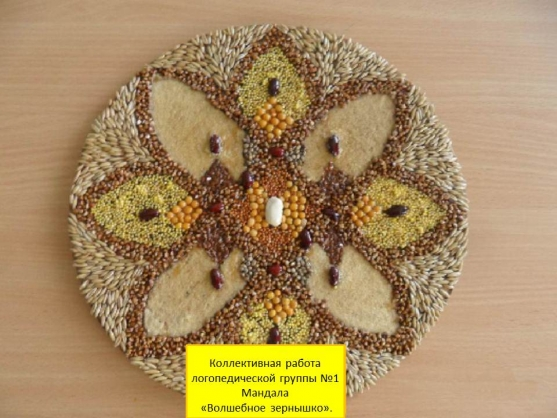 Коллективная работа
логопедической группы №1
Мандала
«Волшебное зернышко».